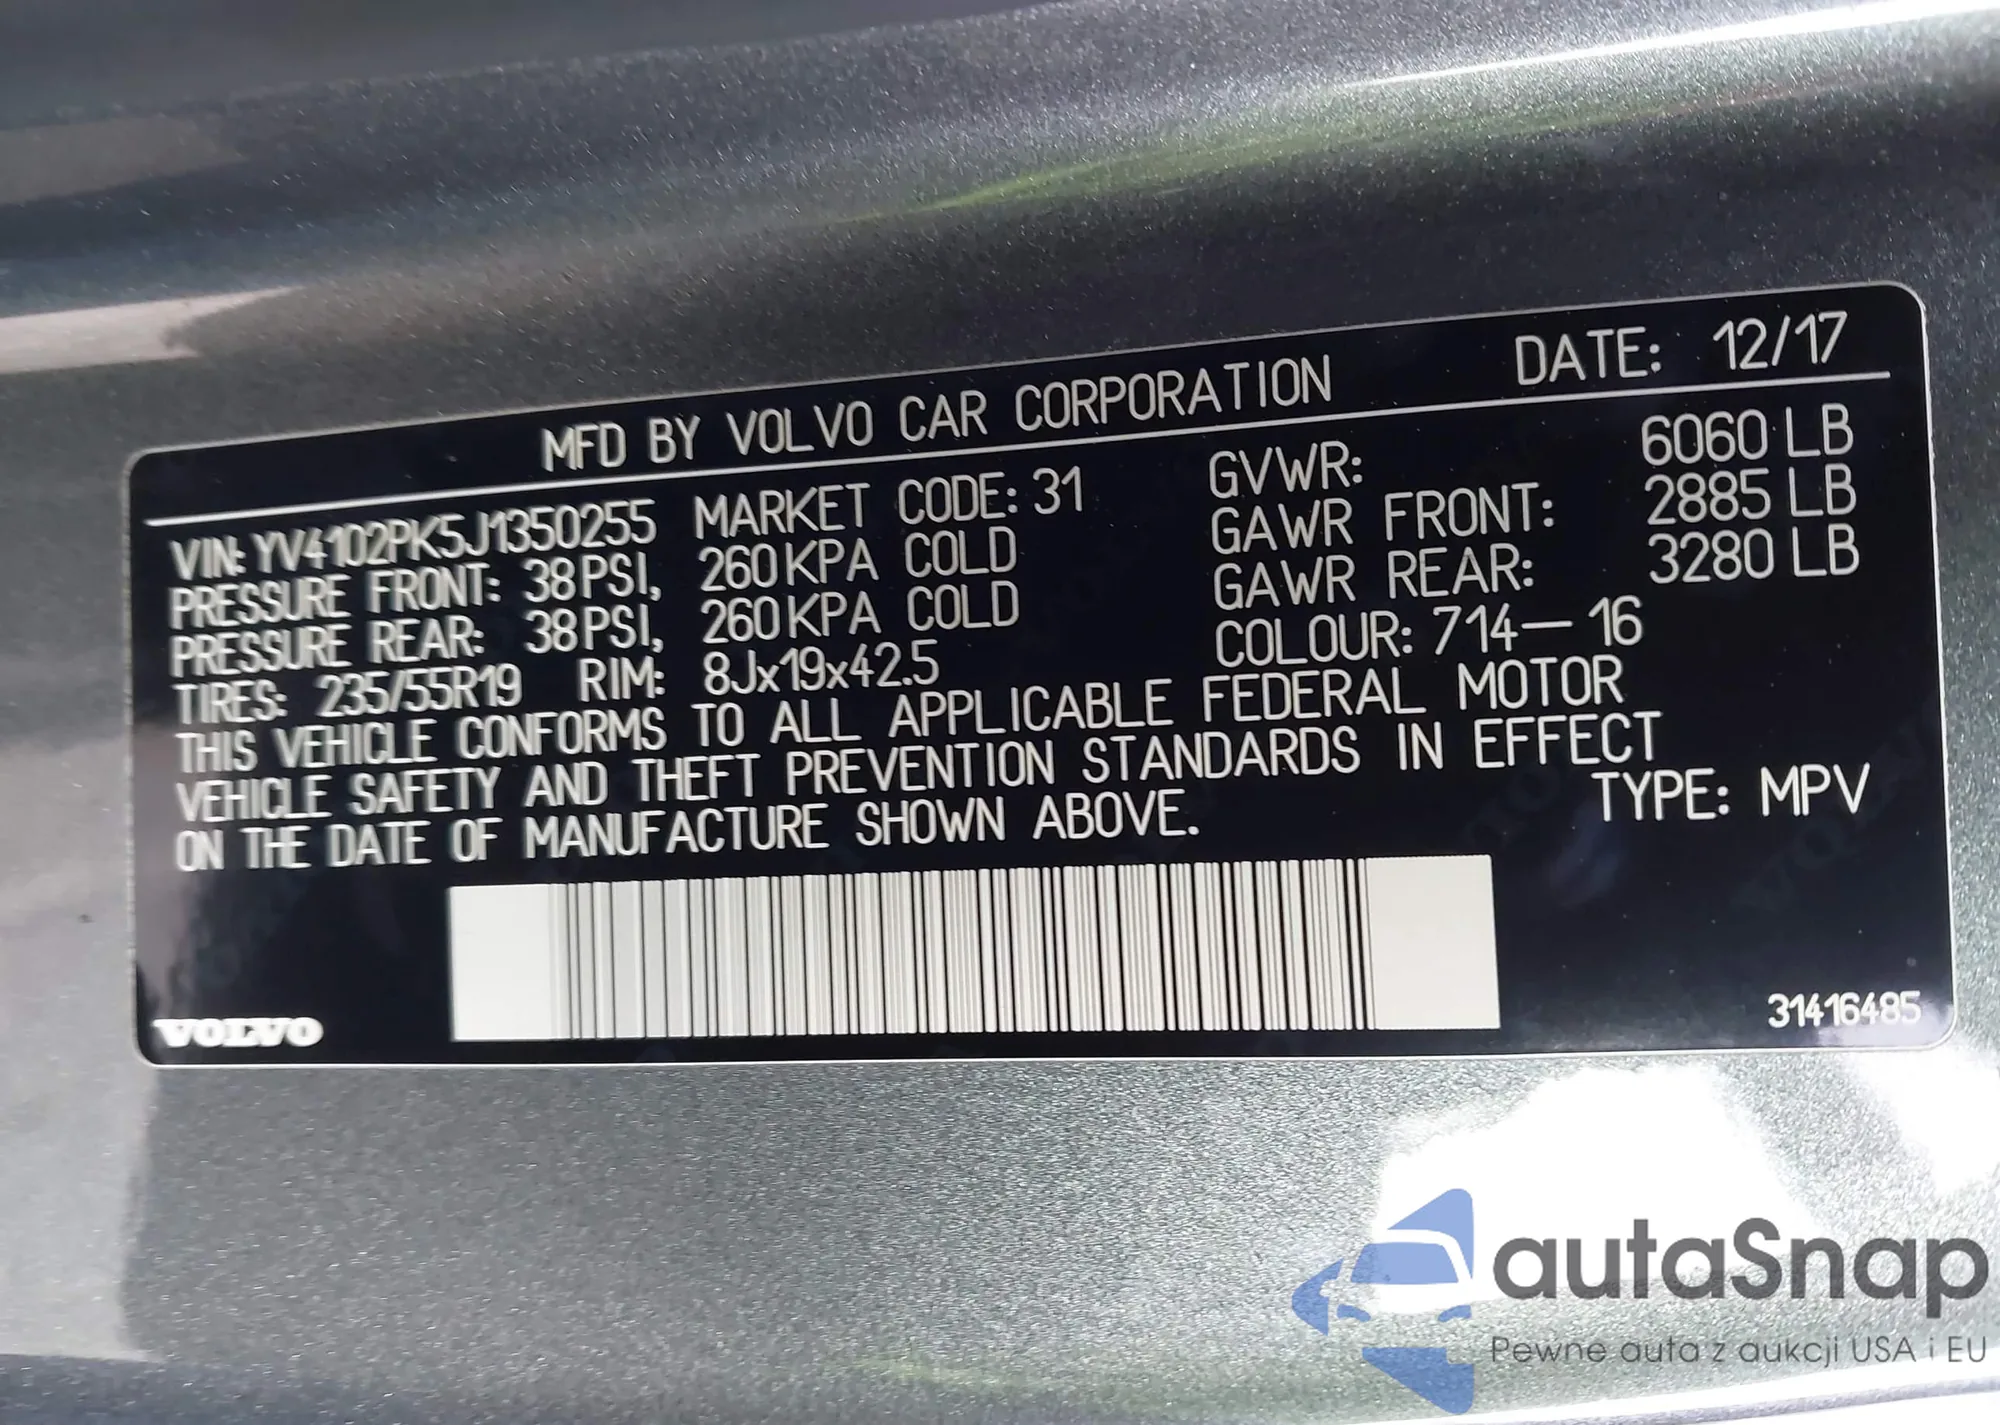 MFD BY VOLVO CAR CORPORATION DATE: 12/17
VIN: YV4102PK5J1350255 MARKET CODE: 31 GVWR: 6060 LB
PRESSURE FRONT: 38 PSI, 260 KPA COLD GAWR FRONT: 2885 LB
PRESSURE REAR: 38 PSI, 260 KPA COLD GAWR REAR: 3280 LB
TIRES: 235/55R19 RIM: 8Jx19x42.5 COLOUR: 714-16
THIS VEHICLE CONFORMS TO ALL APPLICABLE FEDERAL MOTOR
VEHICLE SAFETY AND THEFT PREVENTION STANDARDS IN EFFECT
ON THE DATE OF MANUFACTURE SHOWN ABOVE. TYPE: MPV
VOLVO 31416485
autaSnap
Pewne auta z aukcji USA i EU